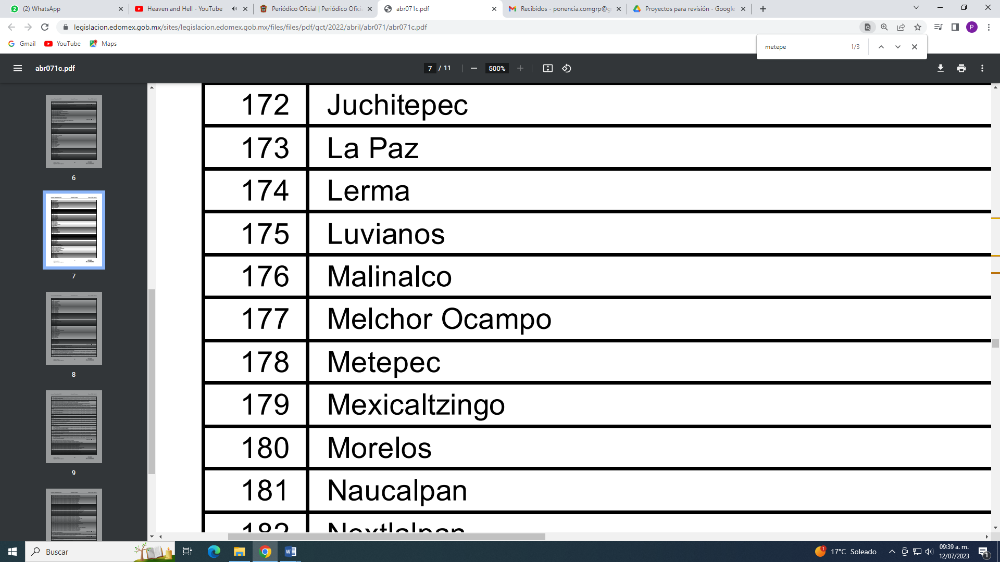 (2) WhatsApp
Heaven and Hell - YouTube
Periódico Oficial | Periódico Ofici
abr071c.pdf
Recibidos - ponencia.comgrp@g
Proyectos para revisión - Google
legislacion.edomex.gob.mx/sites/legislacion.edomex.gob.mx/files/files/pdf/gct/2022/abril/abr071/abr071c.pdf
P
Gmail
YouTube
Maps
metepe
1/3
abr071c.pdf
7 / 11
500%
6
7
8
9
172 Juchitepec
173 La Paz
174 Lerma
175 Luvianos
176 Malinalco
177 Melchor Ocampo
178 Metepec
179 Mexicaltzingo
180 Morelos
181 Naucalpan
182 Nextlalpan
Buscar
17°C Soleado
09:39 a. m.
12/07/2023